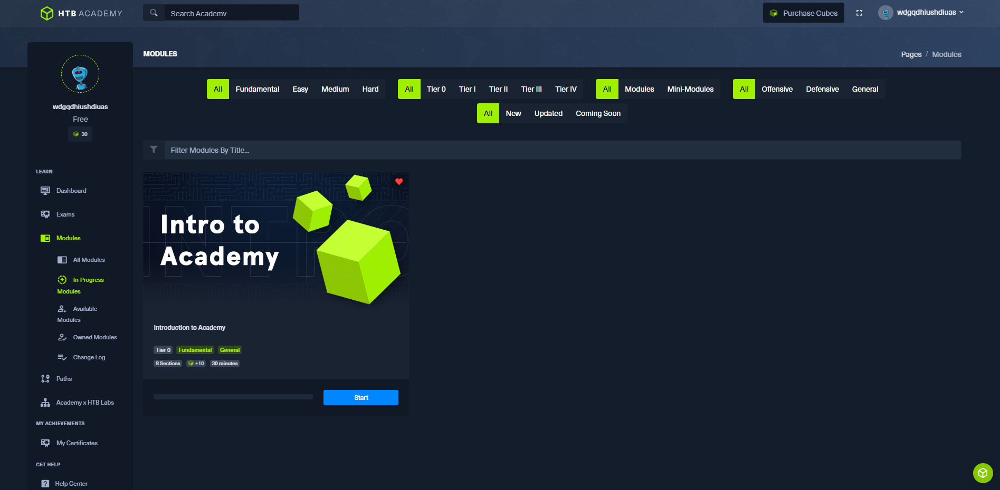 HTB ACADEMY
Search Academy
Purchase Cubes
wdgqdhiushdiuas
wdgqdhiushdiuas
Free
30
LEARN
Dashboard
Exams
Modules
All Modules
In-Progress
Modules
Available
Modules
Owned Modules
Change Log
Paths
Academy x HTB Labs
MY ACHIEVEMENTS
My Certificates
GET HELP
Help Center
MODULES
Pages / Modules
All Fundamental Easy Medium Hard
All Tier 0 Tier I Tier II Tier III Tier IV
All Modules Mini-Modules
All Offensive Defensive General
All New Updated Coming Soon
Filter Modules By Title...
INTRO
Intro to
Academy
Introduction to Academy
Tier 0 Fundamental General
8 Sections +10 30 minutes
Start